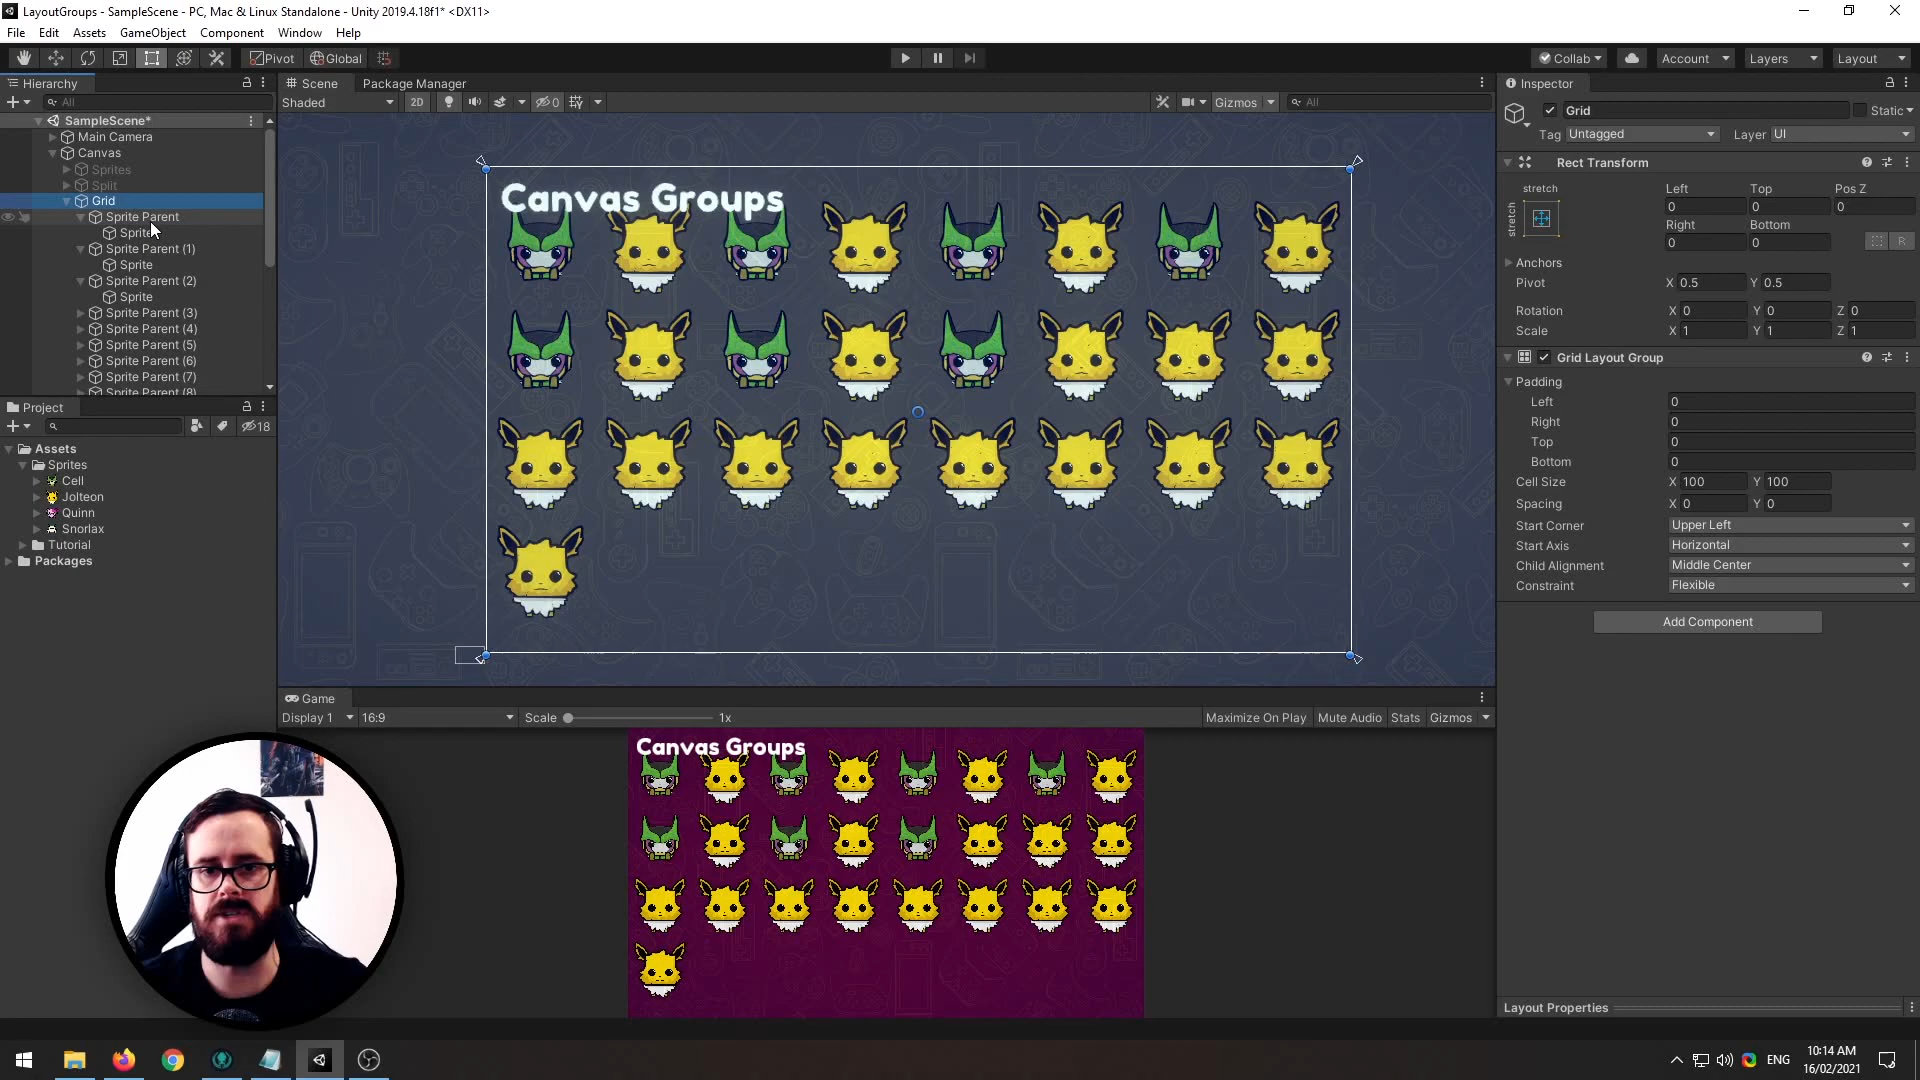 LayoutGroups - SampleScene - PC, Mac & Linux Standalone - Unity 2019.4.18f1* <DX11>
File Edit Assets GameObject Component Window Help
Pivot Global Collab Account Layers Layout
Hierarchy
All
SampleScene*
Main Camera
Canvas
Sprites
Split
Grid
Sprite Parent
Sprite
Sprite Parent (1)
Sprite
Sprite Parent (2)
Sprite
Sprite Parent (3)
Sprite Parent (4)
Sprite Parent (5)
Sprite Parent (6)
Sprite Parent (7)
Sprite Parent (8)
Project
18
Assets
Sprites
Cell
Jolteon
Quinn
Snorlax
Tutorial
Packages
Scene Package Manager
Shaded 2D 0 Gizmos All
Canvas Groups
Game
Display 1 16:9 Scale 1x Maximize On Play Mute Audio Stats Gizmos
Canvas Groups
Inspector
Grid Static
Tag Untagged Layer UI
Rect Transform
stretch Left Top Pos Z
stretch 0 0 0
Right Bottom
0 0 R
Anchors
Pivot X 0.5 Y 0.5
Rotation X 0 Y 0 Z 0
Scale X 1 Y 1 Z 1
Grid Layout Group
Padding
Left 0
Right 0
Top 0
Bottom 0
Cell Size X 100 Y 100
Spacing X 0 Y 0
Start Corner Upper Left
Start Axis Horizontal
Child Alignment Middle Center
Constraint Flexible
Add Component
Layout Properties
ENG
10:14 AM
16/02/2021